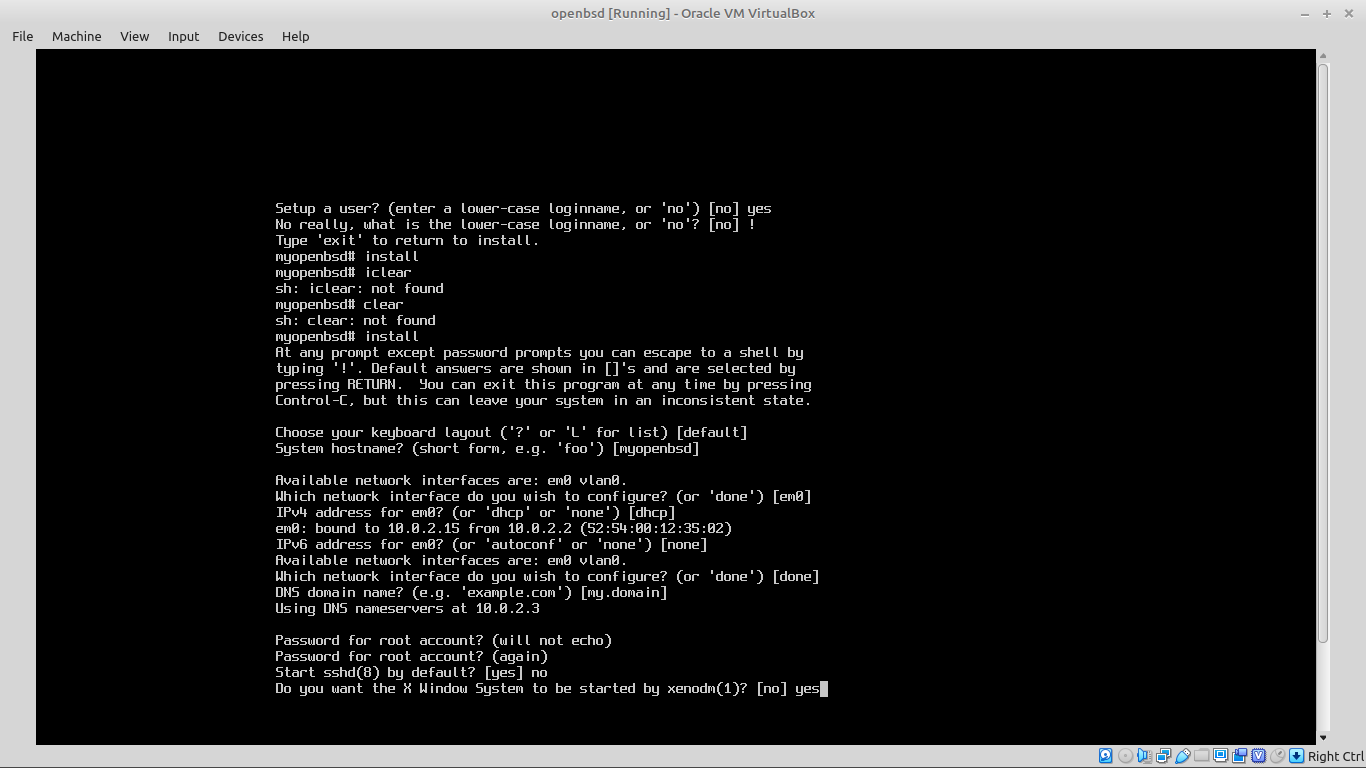 openbsd [Running] - Oracle VM VirtualBox
File Machine View Input Devices Help
Setup a user? (enter a lower-case loginname, or 'no') [no] yes
No really, what is the lower-case loginname, or 'no'? [no] !
Type 'exit' to return to install.
myopenbsd# install
myopenbsd# iclear
sh: iclear: not found
myopenbsd# clear
sh: clear: not found
myopenbsd# install
At any prompt except password prompts you can escape to a shell by
typing '!'. Default answers are shown in []'s and are selected by
pressing RETURN.  You can exit this program at any time by pressing
Control-C, but this can leave your system in an inconsistent state.
Choose your keyboard layout ('?' or 'L' for list) [default]
System hostname? (short form, e.g. 'foo') [myopenbsd]
Available network interfaces are: em0 vlan0.
Which network interface do you wish to configure? (or 'done') [em0]
IPv4 address for em0? (or 'dhcp' or 'none') [dhcp]
em0: bound to 10.0.2.15 from 10.0.2.2 (52:54:00:12:35:02)
IPv6 address for em0? (or 'autoconf' or 'none') [none]
Available network interfaces are: em0 vlan0.
Which network interface do you wish to configure? (or 'done') [done]
DNS domain name? (e.g. 'example.com') [my.domain]
Using DNS nameservers at 10.0.2.3
Password for root account? (will not echo)
Password for root account? (again)
Start sshd(8) by default? [yes] no
Do you want the X Window System to be started by xenodm(1)? [no] yes
Right Ctrl